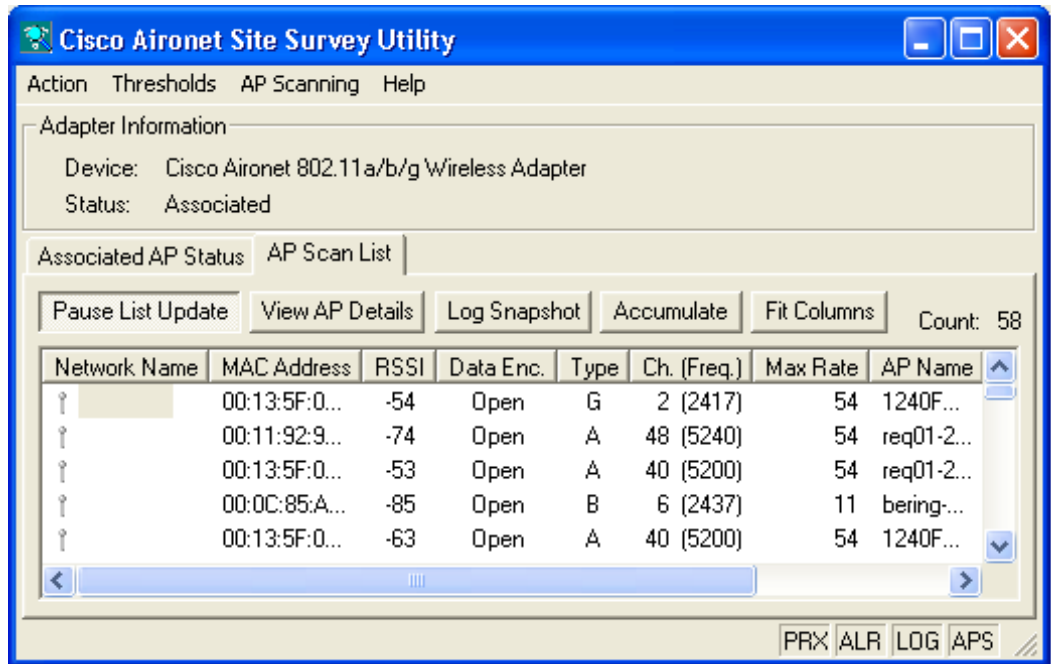 Cisco Aironet Site Survey Utility
Action Thresholds AP Scanning Help
Adapter Information
Device: Cisco Aironet 802.11a/b/g Wireless Adapter
Status: Associated
Associated AP Status AP Scan List
Pause List Update View AP Details Log Snapshot Accumulate Fit Columns Count: 58
Network Name MAC Address RSSI Data Enc. Type Ch. (Freq.) Max Rate AP Name
00:13:5F:0... -54 Open G 2 (2417) 54 1240F...
00:11:92:9... -74 Open A 48 (5240) 54 req01-2...
00:13:5F:0... -53 Open A 40 (5200) 54 req01-2...
00:0C:85:A... -85 Open B 6 (2437) 11 bering-...
00:13:5F:0... -63 Open A 40 (5200) 54 1240F...
PRX ALR LOG APS